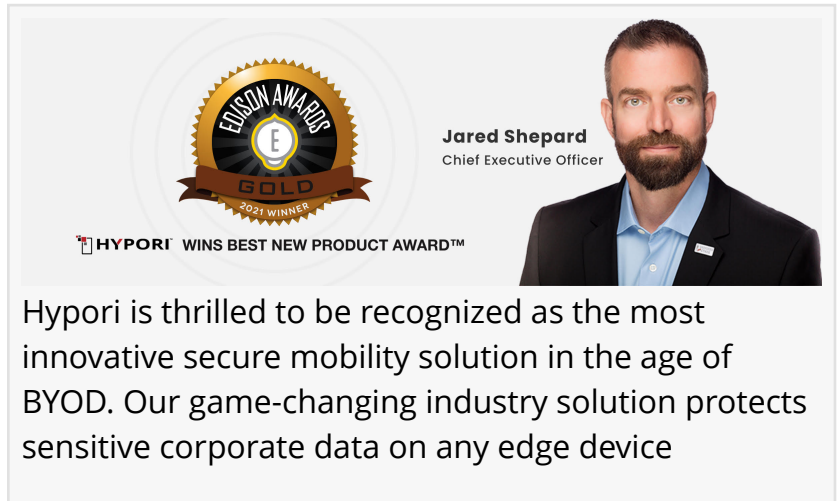 EDISON AWARDS
E
GOLD
2021 WINNER
HYPORI™ WINS BEST NEW PRODUCT AWARD™
Jared Shepard
Chief Executive Officer
Hypori is thrilled to be recognized as the most
innovative secure mobility solution in the age of
BYOD. Our game-changing industry solution protects
sensitive corporate data on any edge device